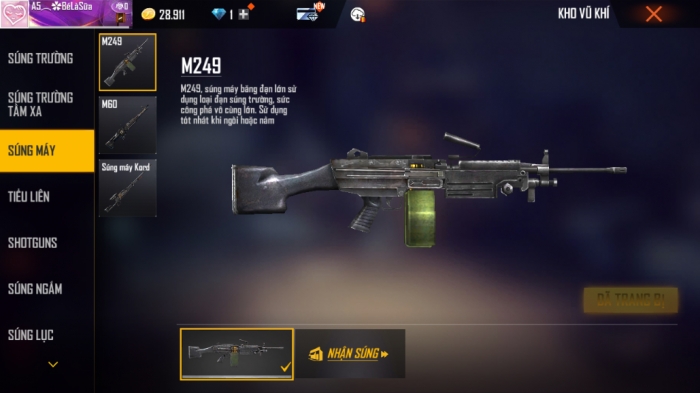 A5︵✿BéLàSữa
0
28.911
1
NEW
KHO VŨ KHÍ
SÚNG TRƯỜNG
SÚNG TRƯỜNG
TẦM XA
SÚNG MÁY
TIỂU LIÊN
SHOTGUNS
SÚNG NGẮM
SÚNG LỤC
M249
M60
Súng máy Kord
M249
M249, súng máy băng đạn lớn sử
dụng loại đạn súng trường, sức
công phá vô cùng lớn. Sử dụng
tốt nhất khi ngồi hoặc nằm
ĐÃ TRANG BỊ
NHẬN SÚNG